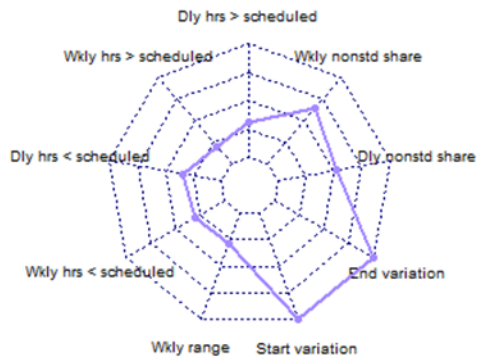 Dly hrs > scheduled
Wkly hrs > scheduled
Wkly nonstd share
Dly hrs < scheduled
Dly nonstd share
Wkly hrs < scheduled
End variation
Wkly range
Start variation